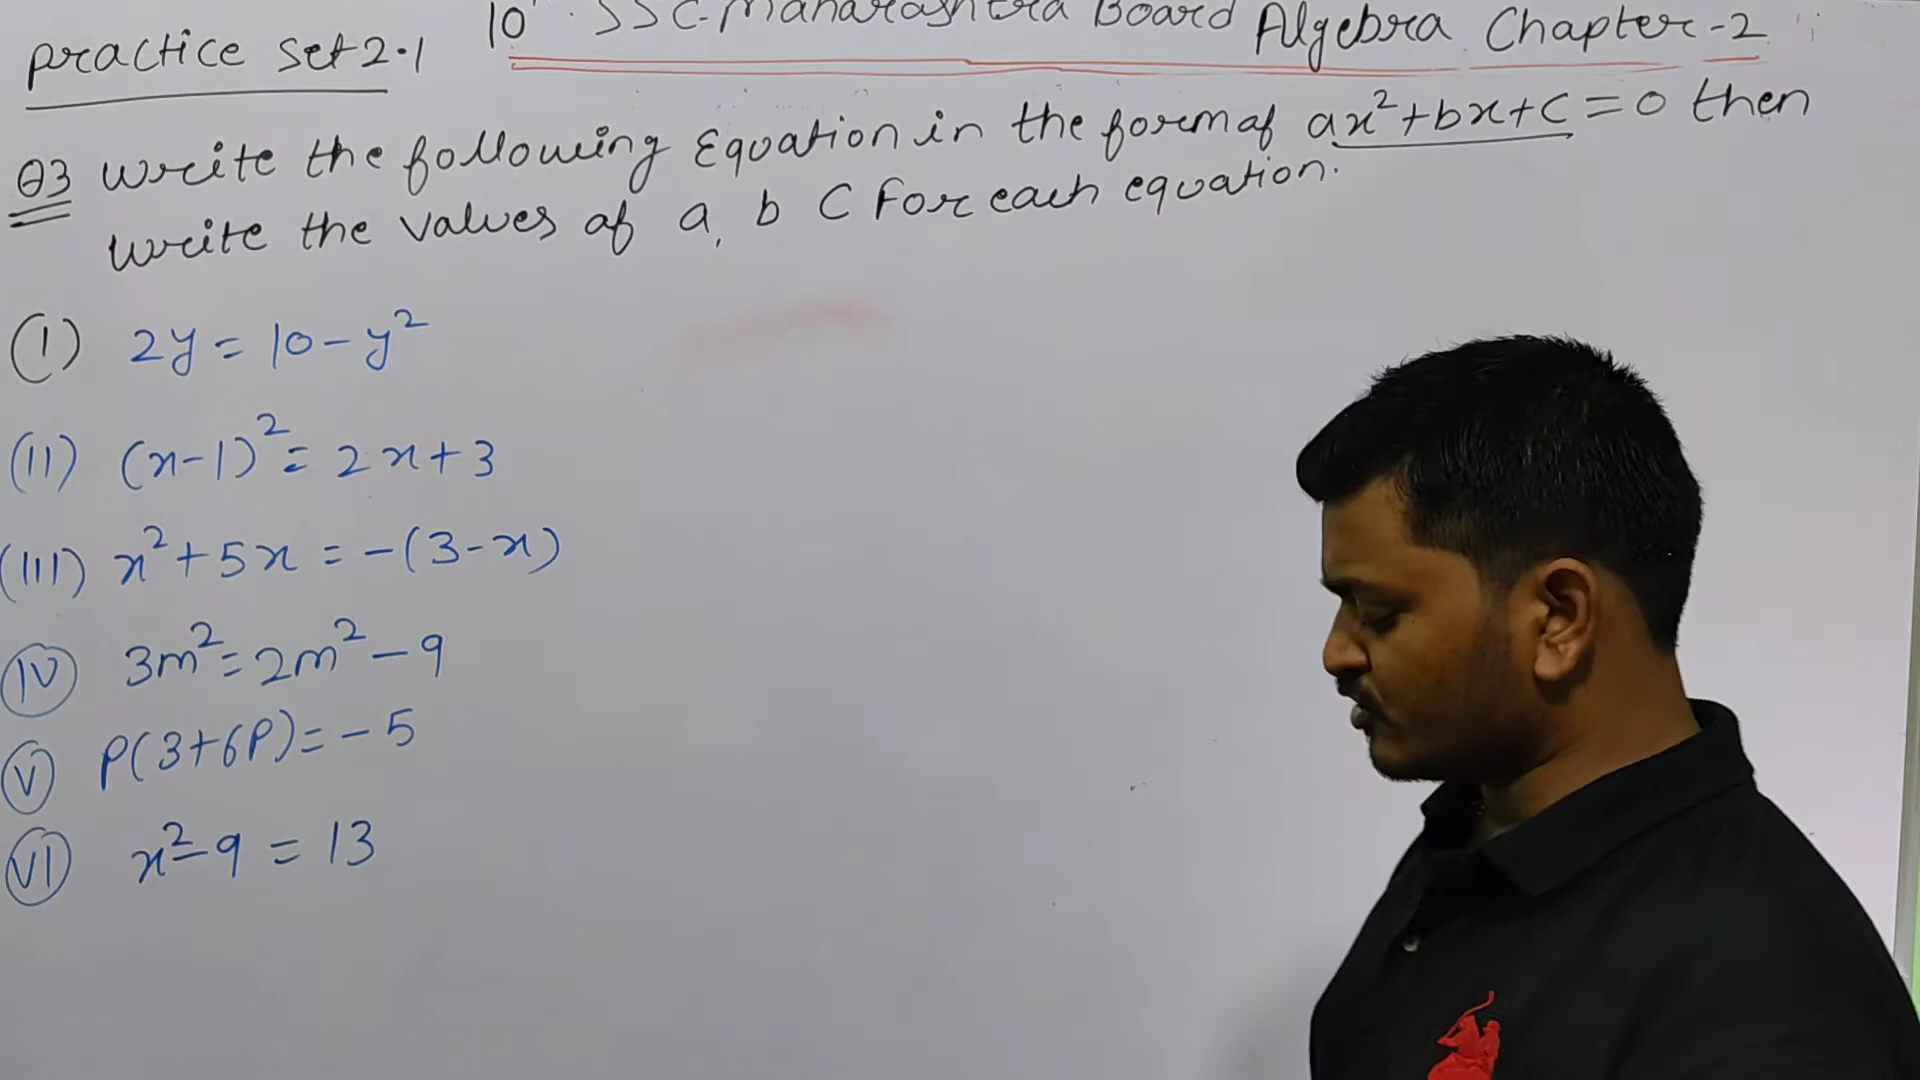 Practice Set 2.1
10th SSC-Maharashtra Board Algebra Chapter-2
Q3 Write the following Equation in the form of ax²+bx+c=0 then
write the values of a, b c for each equation.
(I) 2y = 10-y²
(II) (x-1)² = 2x+3
(III) x²+5x = -(3-x)
(IV) 3m² = 2m²-9
(V) P(3+6P) = -5
(VI) x²-9 = 13